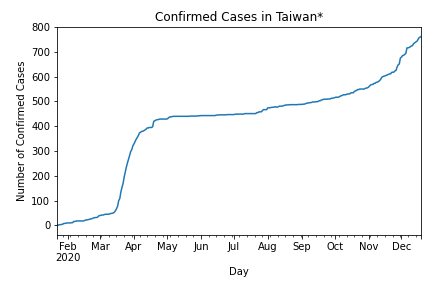 Confirmed Cases in Taiwan*
Number of Confirmed Cases
800
700
600
500
400
300
200
100
0
Feb Mar Apr May Jun Jul Aug Sep Oct Nov Dec
2020
Day